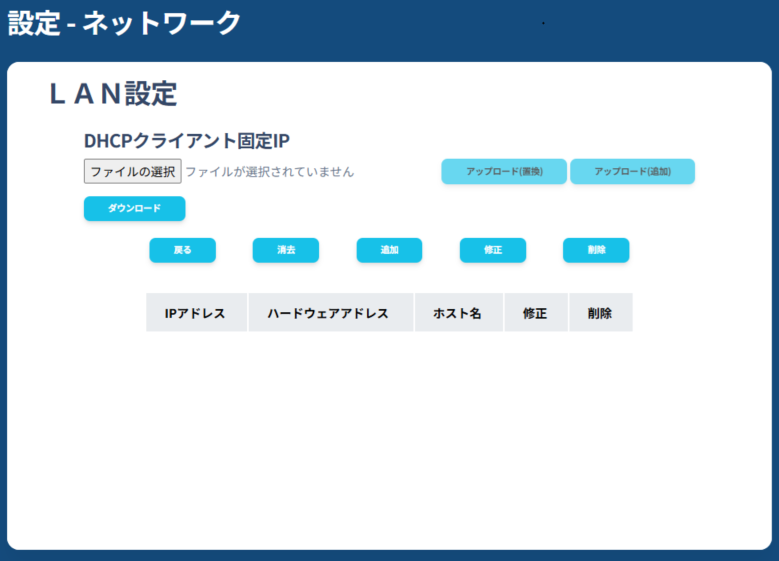 設定 - ネットワーク
ＬＡＮ設定
DHCPクライアント固定IP
ファイルの選択 ファイルが選択されていません アップロード(置換) アップロード(追加)
ダウンロード
戻る 消去 追加 修正 削除
IPアドレス ハードウェアアドレス ホスト名 修正 削除